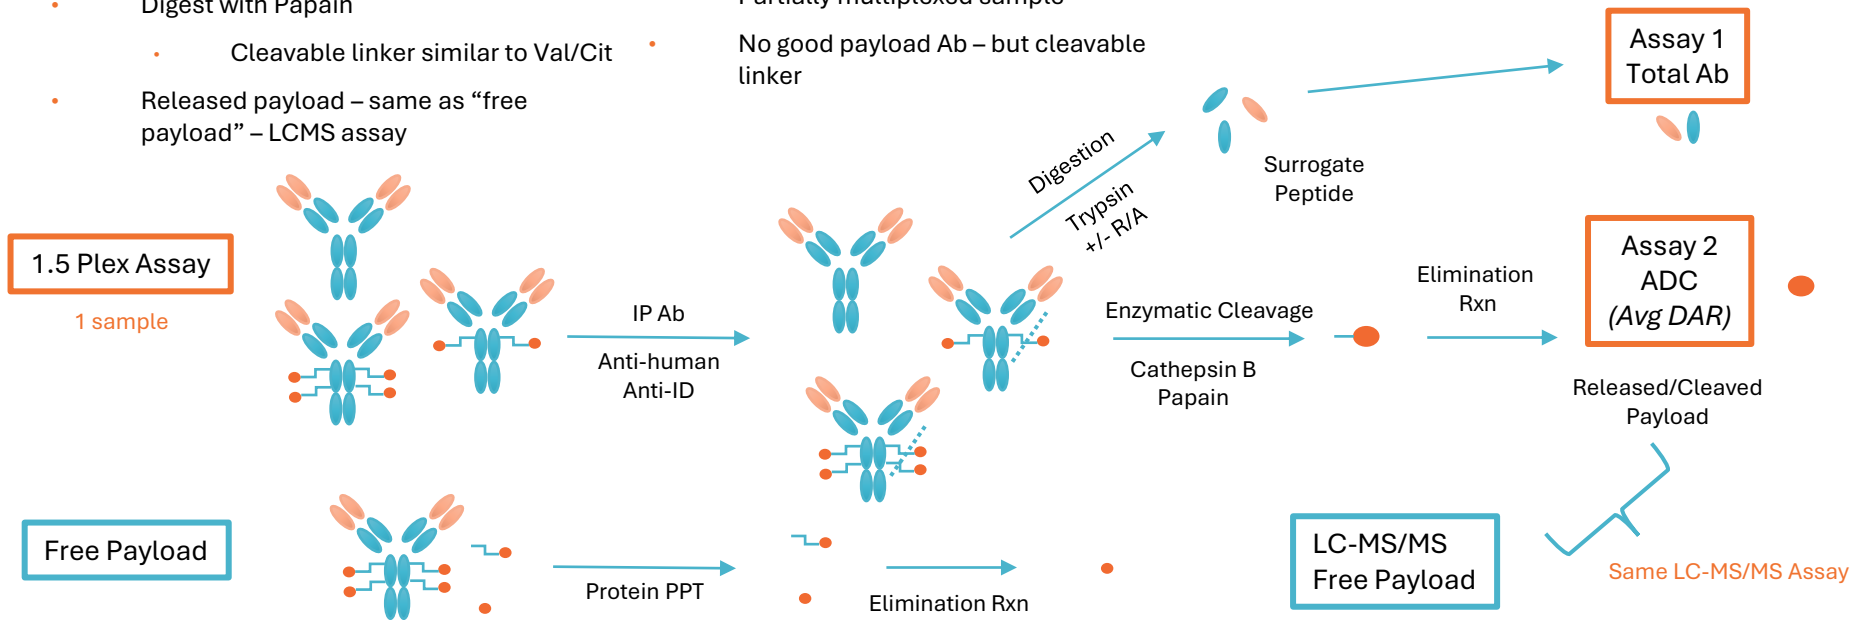 Digest with Papain
Cleavable linker similar to Val/Cit
Released payload – same as “free
payload” – LCMS assay
Partially multiplexed sample
No good payload Ab – but cleavable
linker
Assay 1
Total Ab
Digestion
Trypsin
+/- R/A
Surrogate
Peptide
1.5 Plex Assay
1 sample
IP Ab
Anti-human
Anti-ID
Enzymatic Cleavage
Cathepsin B
Papain
Elimination
Rxn
Assay 2
ADC
(Avg DAR)
Released/Cleaved
Payload
Free Payload
Protein PPT
Elimination Rxn
LC-MS/MS
Free Payload
Same LC-MS/MS Assay